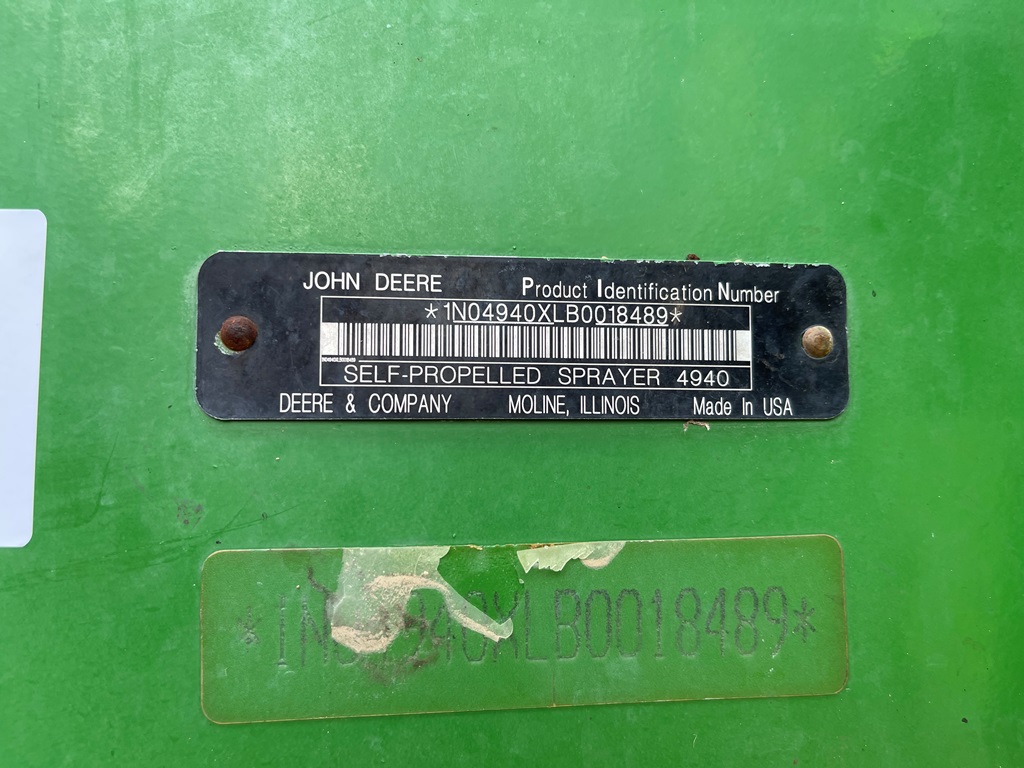 JOHN DEERE Product Identification Number
*1N04940XLB0018489*
SELF-PROPELLED SPRAYER 4940
DEERE & COMPANY MOLINE, ILLINOIS Made In USA